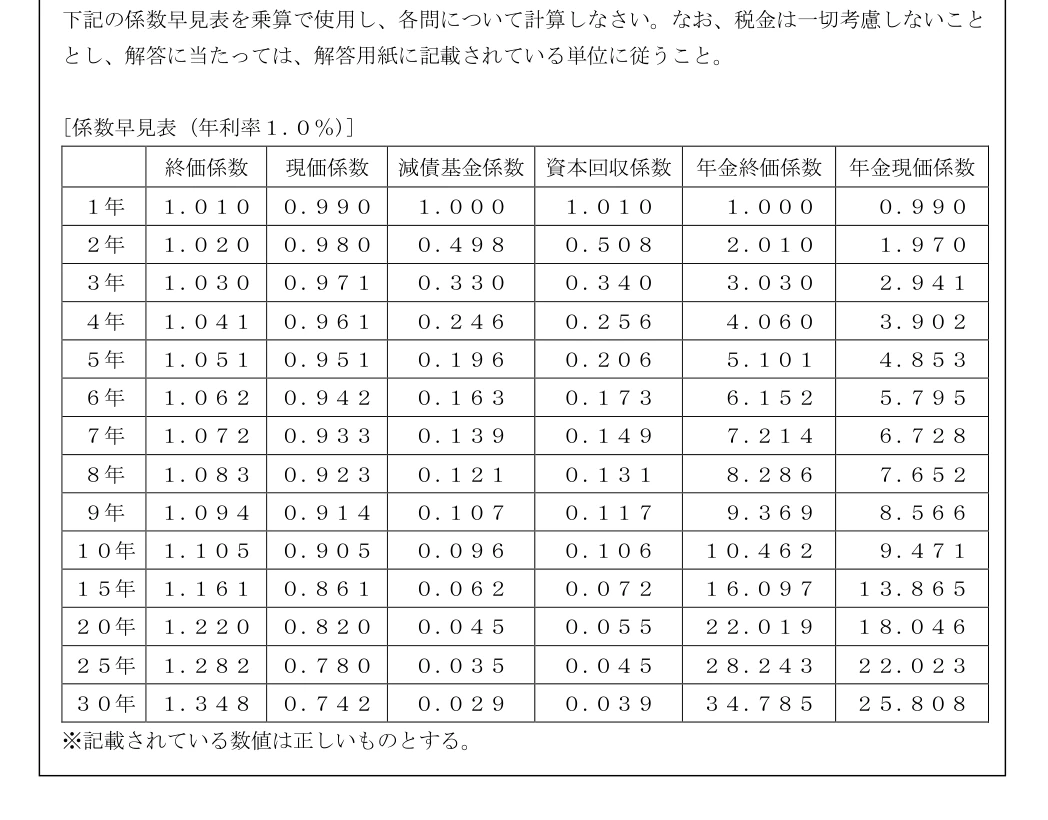 下記の係数早見表を乗算で使用し、各問について計算しなさい。なお、税金は一切考慮しないこと
とし、解答に当たっては、解答用紙に記載されている単位に従うこと。
[係数早見表（年利率１.０％）]
終価係数 現価係数 減債基金係数 資本回収係数 年金終価係数 年金現価係数
１年 １.０１０ ０.９９０ １.０００ １.０１０ １.０００ ０.９９０
２年 １.０２０ ０.９８０ ０.４９８ ０.５０８ ２.０１０ １.９７０
３年 １.０３０ ０.９７１ ０.３３０ ０.３４０ ３.０３０ ２.９４１
４年 １.０４１ ０.９６１ ０.２４６ ０.２５６ ４.０６０ ３.９０２
５年 １.０５１ ０.９５１ ０.１９６ ０.２０６ ５.１０１ ４.８５３
６年 １.０６２ ０.９４２ ０.１６３ ０.１７３ ６.１５２ ５.７９５
７年 １.０７２ ０.９３３ ０.１３９ ０.１４９ ７.２１４ ６.７２８
８年 １.０８３ ０.９２３ ０.１２１ ０.１３１ ８.２８６ ７.６５２
９年 １.０９４ ０.９１４ ０.１０７ ０.１１７ ９.３６９ ８.５６６
１０年 １.１０５ ０.９０５ ０.０９６ ０.１０６ １０.４６２ ９.４７１
１５年 １.１６１ ０.８６１ ０.０６２ ０.０７２ １６.０９７ １３.８６５
２０年 １.２２０ ０.８２０ ０.０４５ ０.０５５ ２２.０１９ １８.０４６
２５年 １.２８２ ０.７８０ ０.０３５ ０.０４５ ２８.２４３ ２２.０２３
３０年 １.３４８ ０.７４２ ０.０２９ ０.０３９ ３４.７８５ ２５.８０８
※記載されている数値は正しいものとする。